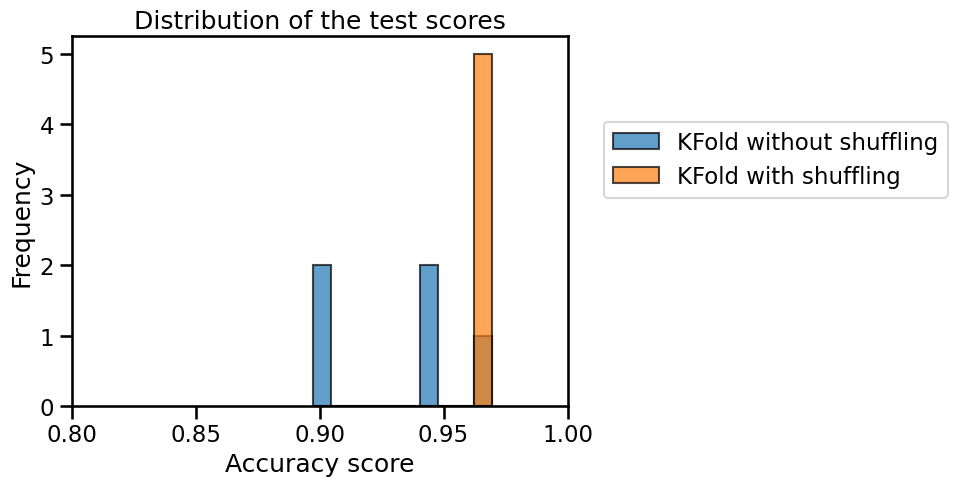 Distribution of the test scores
5
4
3
2
1
0
Frequency
0.80 0.85 0.90 0.95 1.00
Accuracy score
KFold without shuffling
KFold with shuffling